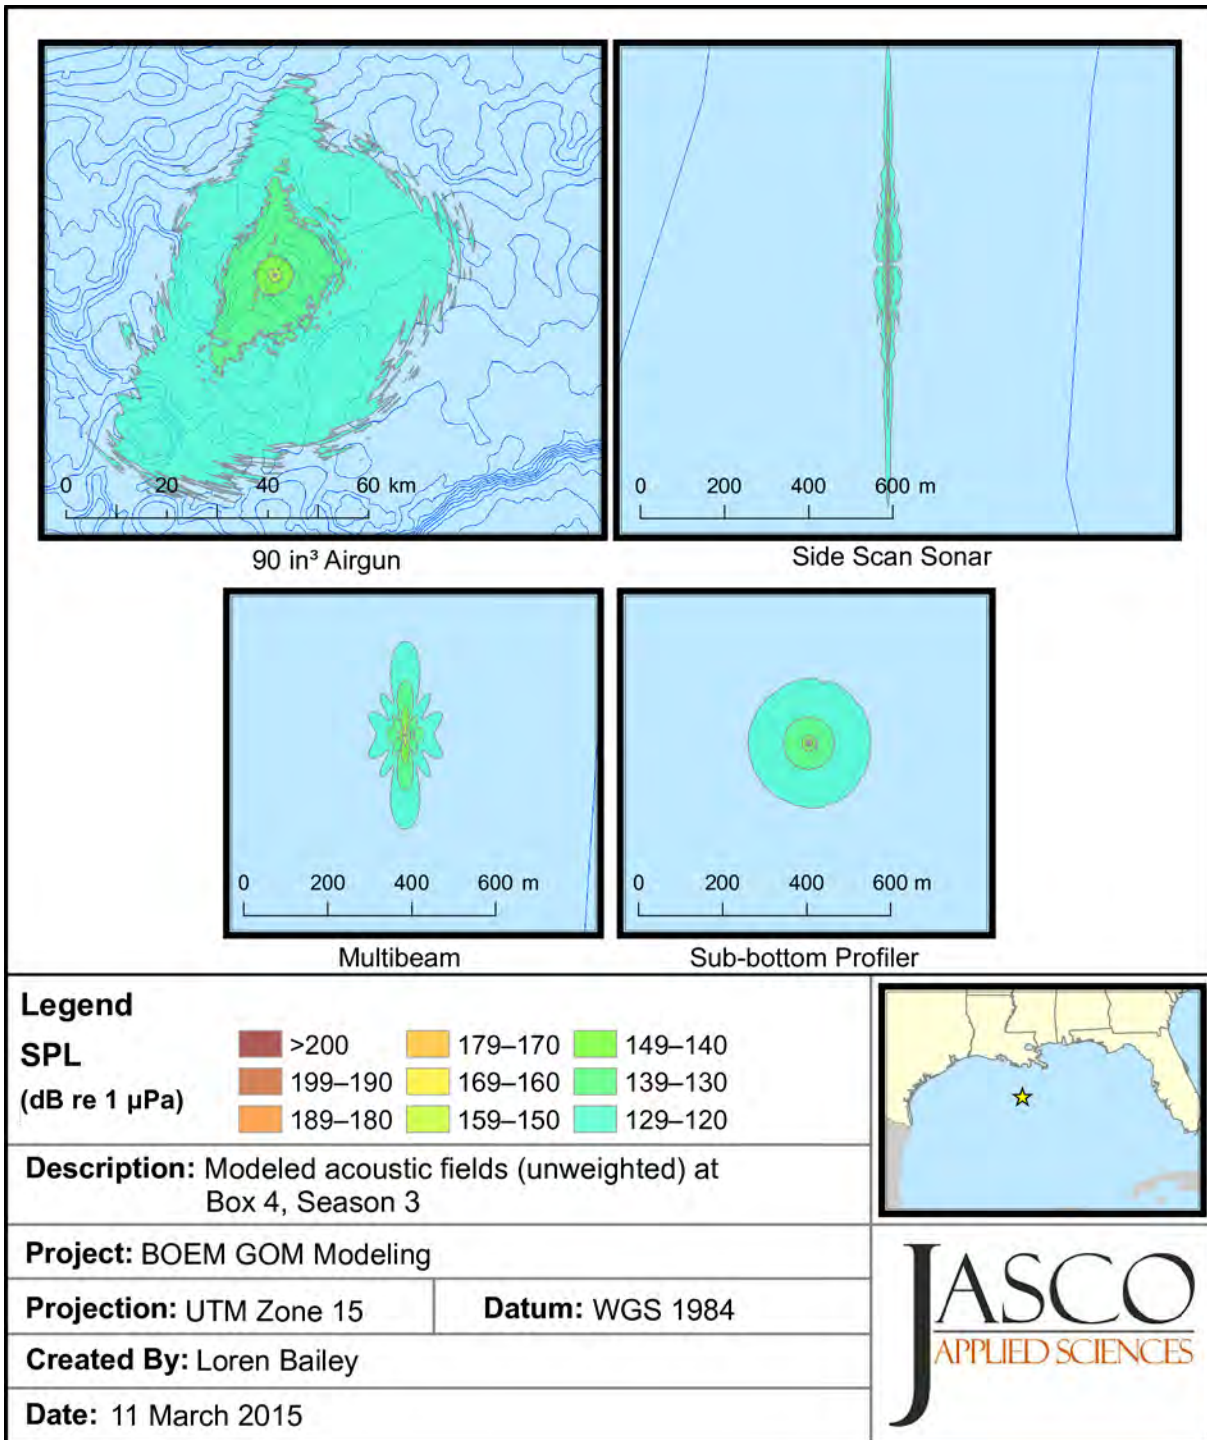 0 20 40 60 km
90 in³ Airgun
0 200 400 600 m
Side Scan Sonar
0 200 400 600 m
Multibeam
0 200 400 600 m
Sub-bottom Profiler
Legend
SPL
(dB re 1 µPa)
>200
199–190
189–180
179–170
169–160
159–150
149–140
139–130
129–120
Description: Modeled acoustic fields (unweighted) at
Box 4, Season 3
Project: BOEM GOM Modeling
Projection: UTM Zone 15
Datum: WGS 1984
Created By: Loren Bailey
Date: 11 March 2015
JASCO
APPLIED SCIENCES